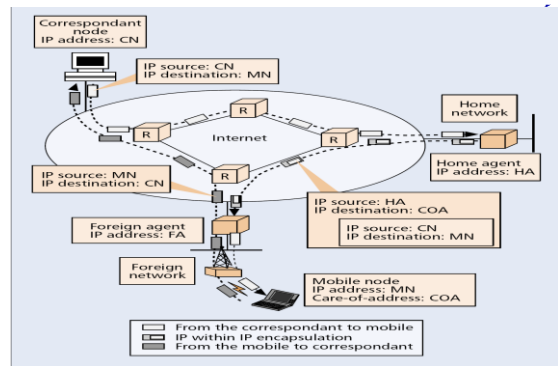 Correspondant
node
IP address: CN
IP source: CN
IP destination: MN
R
R
Internet
R
R
Home
network
Home agent
IP address: HA
IP source: MN
IP destination: CN
IP source: HA
IP destination: COA
IP source: CN
IP destination: MN
Foreign agent
IP address: FA
Foreign
network
Mobile node
IP address: MN
Care-of-address: COA
From the correspondant to mobile
IP within IP encapsulation
From the mobile to correspondant